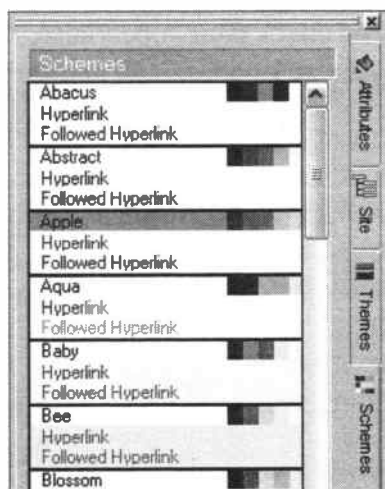 Schemes
Abacus
Hyperlink
Followed Hyperlink
Abstract
Hyperlink
Followed Hyperlink
Apple
Hyperlink
Followed Hyperlink
Aqua
Hyperlink
Followed Hyperlink
Baby
Hyperlink
Followed Hyperlink
Bee
Hyperlink
Followed Hyperlink
Blossom
Attributes
Site
Themes
Schemes